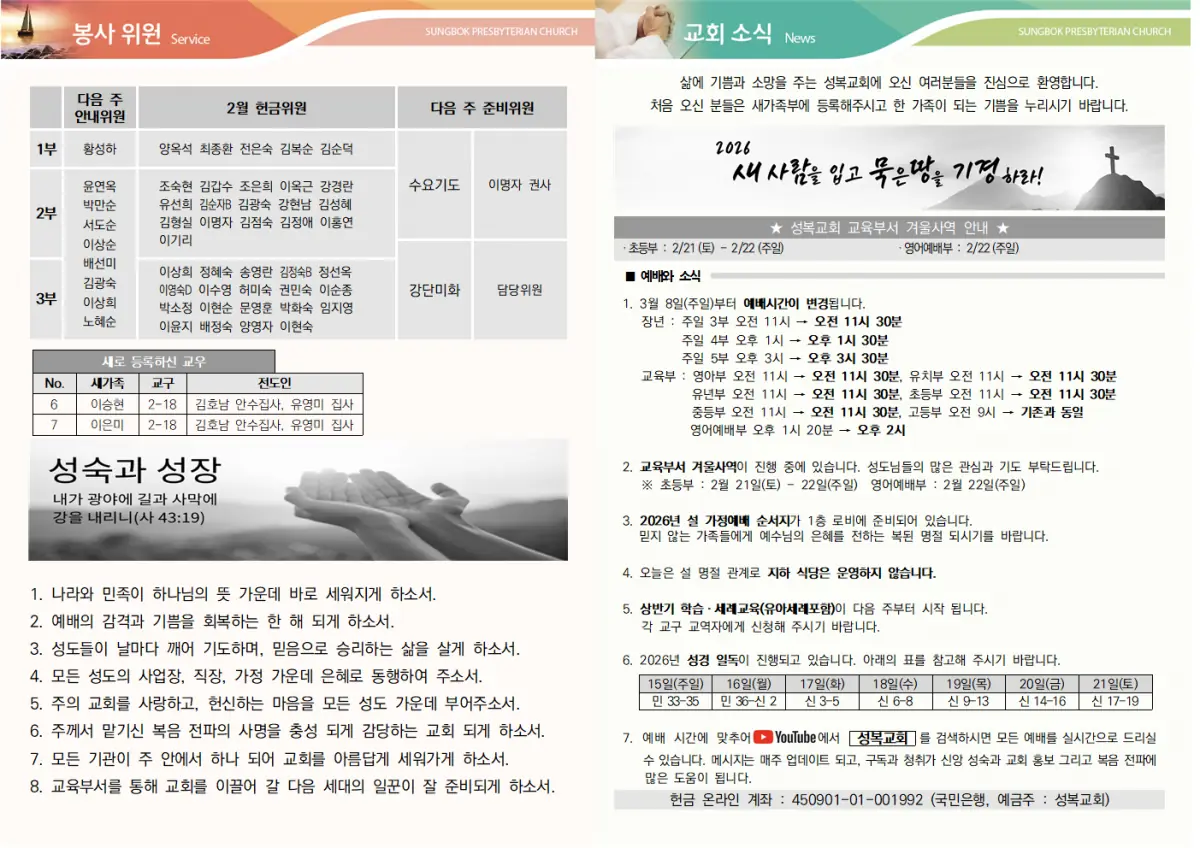 봉사 위원 Service
SUNGBOK PRESBYTERIAN CHURCH
다음 주 안내위원 2월 헌금위원 다음 주 준비위원
1부 황성하 양옥석 최종환 전은숙 김복순 김순덕
2부
윤연옥
박만순
서도순
이상순
배선미
김광숙
이상희
노혜순
조숙현 김갑수 조은희 이옥근 강경란
유선희 김순자B 김광숙 강현남 김성혜
김형실 이명자 김점숙 김정애 이홍연
이기리
3부
이상희 정혜숙 송영란 김정숙B 정선옥
이영숙D 이수영 허미숙 권민숙 이순종
박소정 이현순 문영훈 박화숙 임지영
이윤지 배정숙 양영자 이현숙
수요기도 이명자 권사
강단미화 담당위원
새로 등록하신 교우
No. 새가족 교구 전도인
6 이승현 2-18 김호남 안수집사, 유영미 집사
7 이은미 2-18 김호남 안수집사, 유영미 집사
성숙과 성장
내가 광야에 길과 사막에
강을 내리니(사 43:19)
1. 나라와 민족이 하나님의 뜻 가운데 바로 세워지게 하소서.
2. 예배의 감격과 기쁨을 회복하는 한 해 되게 하소서.
3. 성도들이 날마다 깨어 기도하며, 믿음으로 승리하는 삶을 살게 하소서.
4. 모든 성도의 사업장, 직장, 가정 가운데 은혜로 동행하여 주소서.
5. 주의 교회를 사랑하고, 헌신하는 마음을 모든 성도 가운데 부어주소서.
6. 주께서 맡기신 복음 전파의 사명을 충성 되게 감당하는 교회 되게 하소서.
7. 모든 기관이 주 안에서 하나 되어 교회를 아름답게 세워가게 하소서.
8. 교육부서를 통해 교회를 이끌어 갈 다음 세대의 일꾼이 잘 준비되게 하소서.
교회 소식 News
SUNGBOK PRESBYTERIAN CHURCH
삶에 기쁨과 소망을 주는 성복교회에 오신 여러분들을 진심으로 환영합니다.
처음 오신 분들은 새가족부에 등록해주시고 한 가족이 되는 기쁨을 누리시기 바랍니다.
2026
새 사람을 입고 묵은 땅을 기경 하라!
★ 성복교회 교육부서 겨울사역 안내 ★
· 초등부 : 2/21(토) - 2/22(주일) · 영어예배부 : 2/22(주일)
■ 예배와 소식
1. 3월 8일(주일)부터 예배시간이 변경됩니다.
장년 : 주일 3부 오전 11시 → 오전 11시 30분
주일 4부 오후 1시 → 오후 1시 30분
주일 5부 오후 3시 → 오후 3시 30분
교육부 : 영아부 오전 11시 → 오전 11시 30분, 유치부 오전 11시 → 오전 11시 30분
유년부 오전 11시 → 오전 11시 30분, 초등부 오전 11시 → 오전 11시 30분
중등부 오전 11시 → 오전 11시 30분, 고등부 오전 9시 → 기존과 동일
영어예배부 오후 1시 20분 → 오후 2시
2. 교육부서 겨울사역이 진행 중에 있습니다. 성도님들의 많은 관심과 기도 부탁드립니다.
※ 초등부 : 2월 21일(토) - 22일(주일) 영어예배부 : 2월 22일(주일)
3. 2026년 설 가정예배 순서지가 1층 로비에 준비되어 있습니다.
믿지 않는 가족들에게 예수님의 은혜를 전하는 복된 명절 되시기를 바랍니다.
4. 오늘은 설 명절 관계로 지하 식당은 운영하지 않습니다.
5. 상반기 학습·세례교육(유아세례포함)이 다음 주부터 시작 됩니다.
각 교구 교역자에게 신청해 주시기 바랍니다.
6. 2026년 성경 일독이 진행되고 있습니다. 아래의 표를 참고해 주시기 바랍니다.
15일(주일) 16일(월) 17일(화) 18일(수) 19일(목) 20일(금) 21일(토)
민 33-35 민 36-신 2 신 3-5 신 6-8 신 9-13 신 14-16 신 17-19
7. 예배 시간에 맞추어 YouTube에서 성복교회 를 검색하시면 모든 예배를 실시간으로 드리실
수 있습니다. 메시지는 매주 업데이트 되고, 구독과 청취가 신앙 성숙과 교회 홍보 그리고 복음 전파에
많은 도움이 됩니다.
헌금 온라인 계좌 : 450901-01-001992 (국민은행, 예금주 : 성복교회)